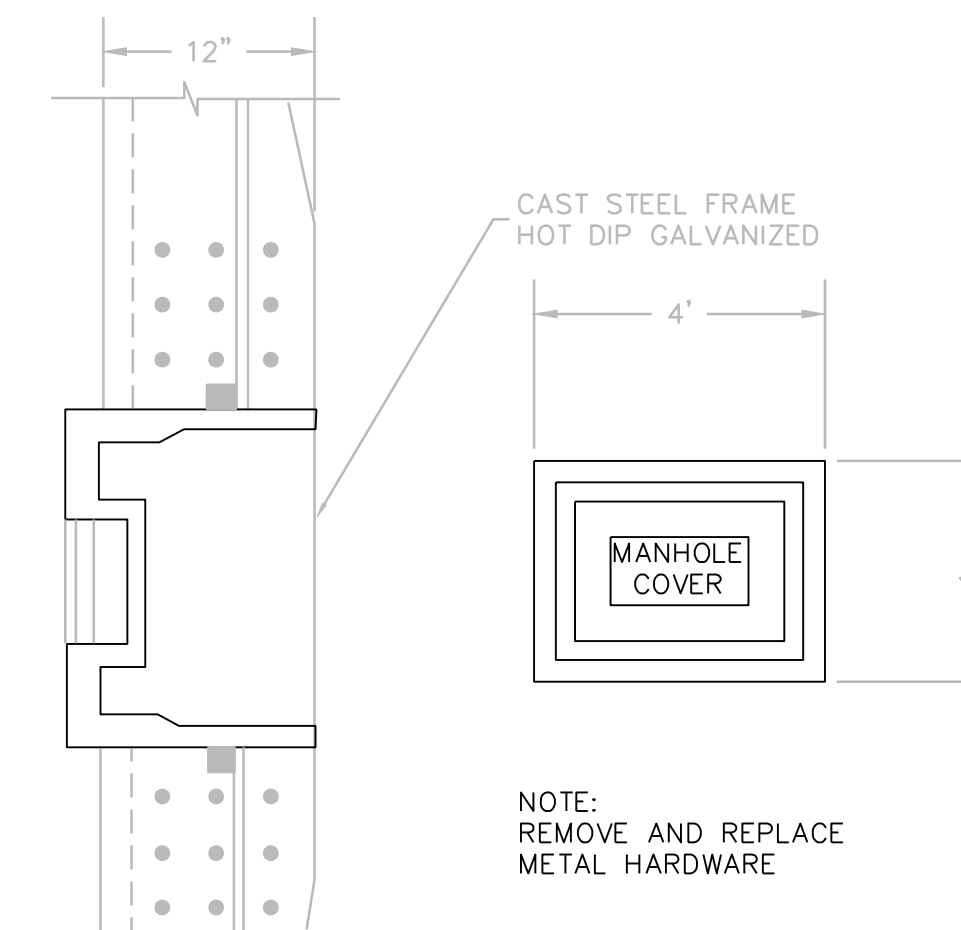 12"
CAST STEEL FRAME
HOT DIP GALVANIZED
4'
MANHOLE
COVER
NOTE:
REMOVE AND REPLACE
METAL HARDWARE